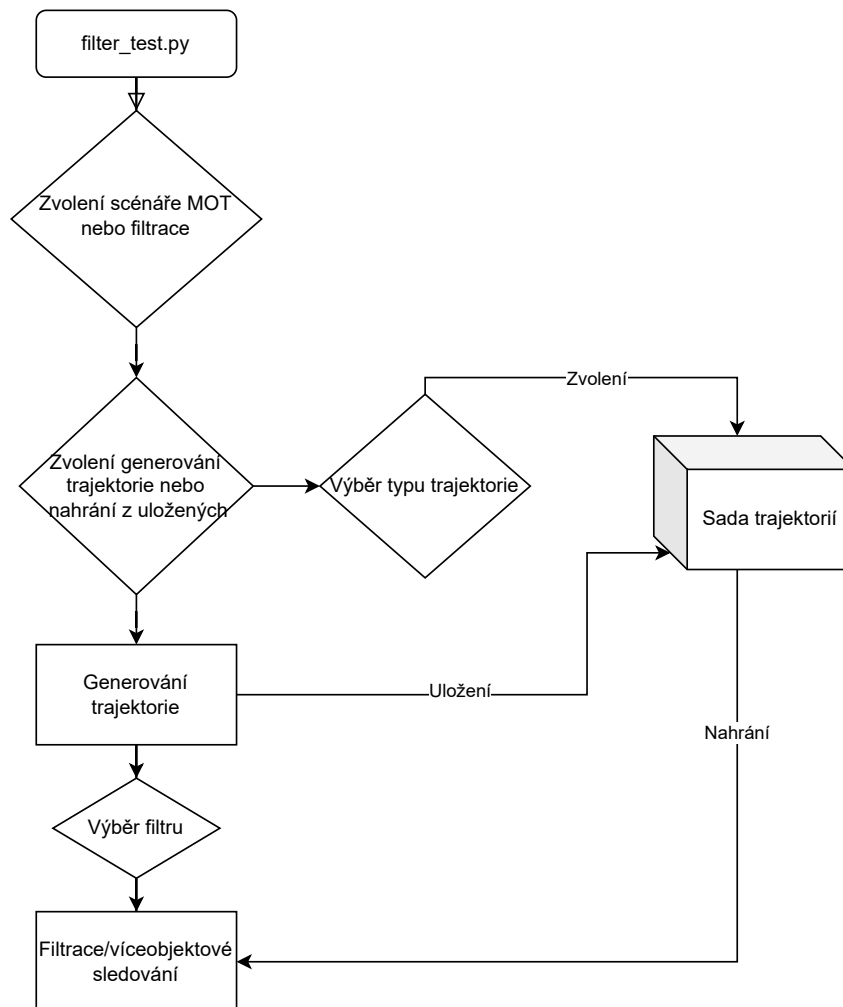 filter_test.py
Zvolení scénáře MOT
nebo filtrace
Zvolení
Zvolení generování
trajektorie nebo
nahrání z uložených
Výběr typu trajektorie
Sada trajektorií
Generování
trajektorie
Uložení
Nahrání
Výběr filtru
Filtrace/víceobjektové
sledování